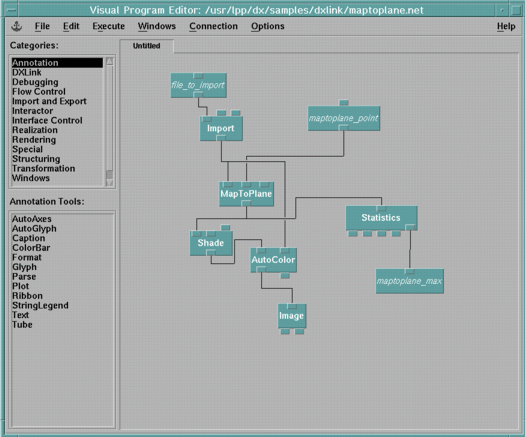 Visual Program Editor: /usr/lpp/dx/samples/dxlink/maptoplane.net
File Edit Execute Windows Connection Options Help
Categories:
Annotation
DXLink
Debugging
Flow Control
Import and Export
Interactor
Interface Control
Realization
Rendering
Special
Structuring
Transformation
Windows
Annotation Tools:
AutoAxes
AutoGlyph
Caption
ColorBar
Format
Glyph
Parse
Plot
Ribbon
StringLegend
Text
Tube
Untitled
file_to_import
maptoplane_point
Import
MapToPlane
Statistics
Shade
AutoColor
maptoplane_max
Image